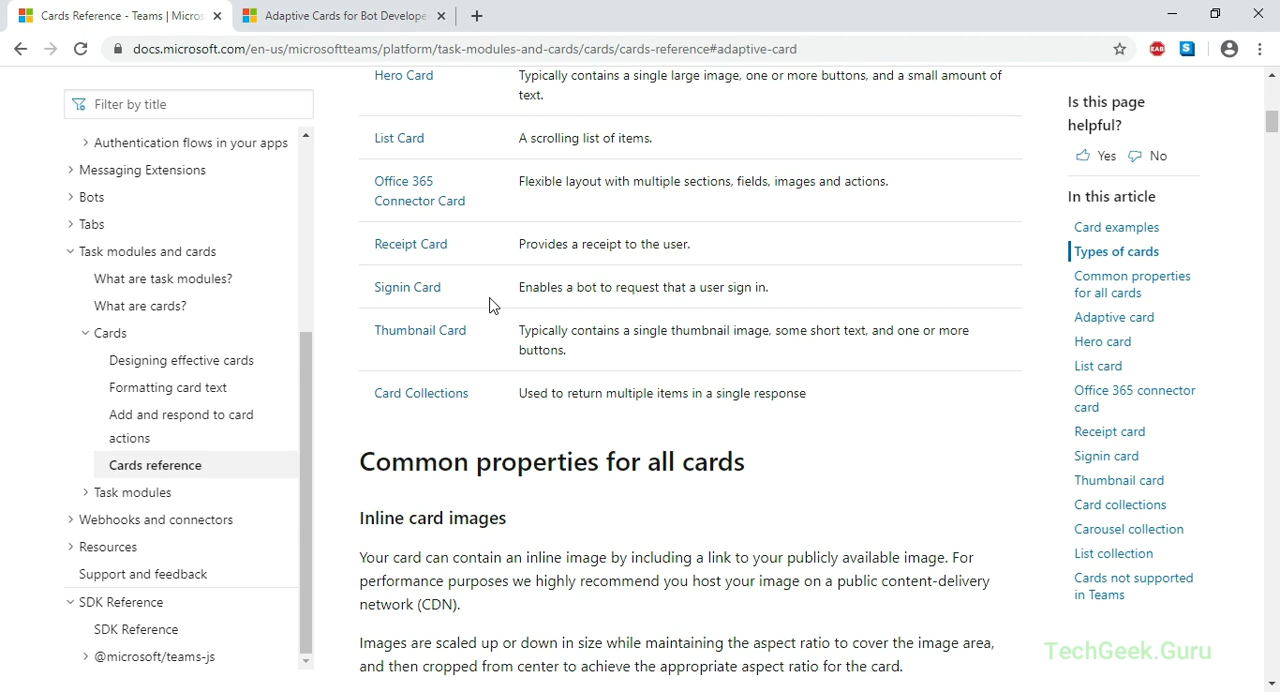 Cards Reference - Teams | Micros
Adaptive Cards for Bot Develope
docs.microsoft.com/en-us/microsoftteams/platform/task-modules-and-cards/cards/cards-reference#adaptive-card
Filter by title
Authentication flows in your apps
Messaging Extensions
Bots
Tabs
Task modules and cards
What are task modules?
What are cards?
Cards
Designing effective cards
Formatting card text
Add and respond to card
actions
Cards reference
Task modules
Webhooks and connectors
Resources
Support and feedback
SDK Reference
SDK Reference
@microsoft/teams-js
Hero Card
Typically contains a single large image, one or more buttons, and a small amount of
text.
List Card
A scrolling list of items.
Office 365
Connector Card
Flexible layout with multiple sections, fields, images and actions.
Receipt Card
Provides a receipt to the user.
Signin Card
Enables a bot to request that a user sign in.
Thumbnail Card
Typically contains a single thumbnail image, some short text, and one or more
buttons.
Card Collections
Used to return multiple items in a single response
Common properties for all cards
Inline card images
Your card can contain an inline image by including a link to your publicly available image. For
performance purposes we highly recommend you host your image on a public content-delivery
network (CDN).
Images are scaled up or down in size while maintaining the aspect ratio to cover the image area,
and then cropped from center to achieve the appropriate aspect ratio for the card.
Is this page
helpful?
Yes
No
In this article
Card examples
Types of cards
Common properties
for all cards
Adaptive card
Hero card
List card
Office 365 connector
card
Receipt card
Signin card
Thumbnail card
Card collections
Carousel collection
List collection
Cards not supported
in Teams
TechGeek.Guru